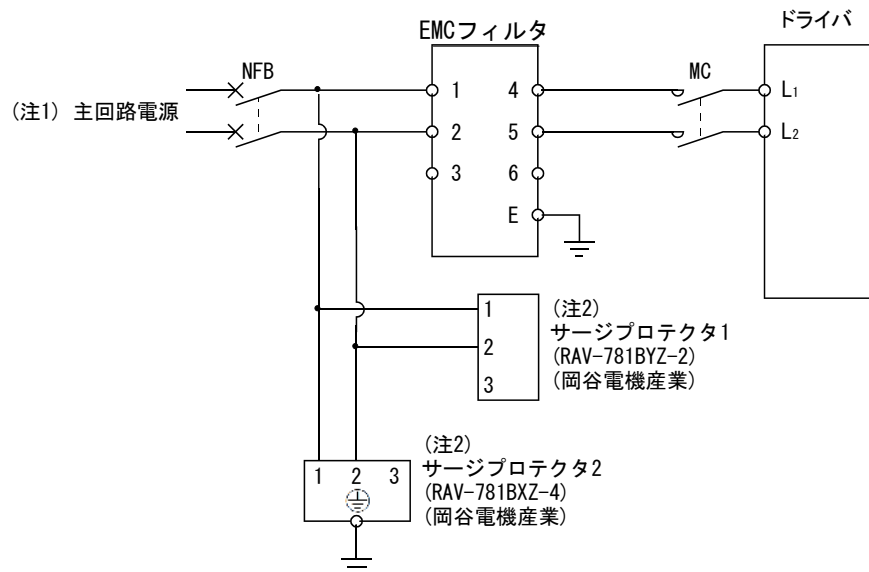 ドライバ
EMCフィルタ
NFB
MC
(注1) 主回路電源
1 4
L1
2 5
L2
3 6
E
1
2
3
(注2)
サージプロテクタ1
(RAV-781BYZ-2)
(岡谷電機産業)
1 2 3
(注2)
サージプロテクタ2
(RAV-781BXZ-4)
(岡谷電機産業)